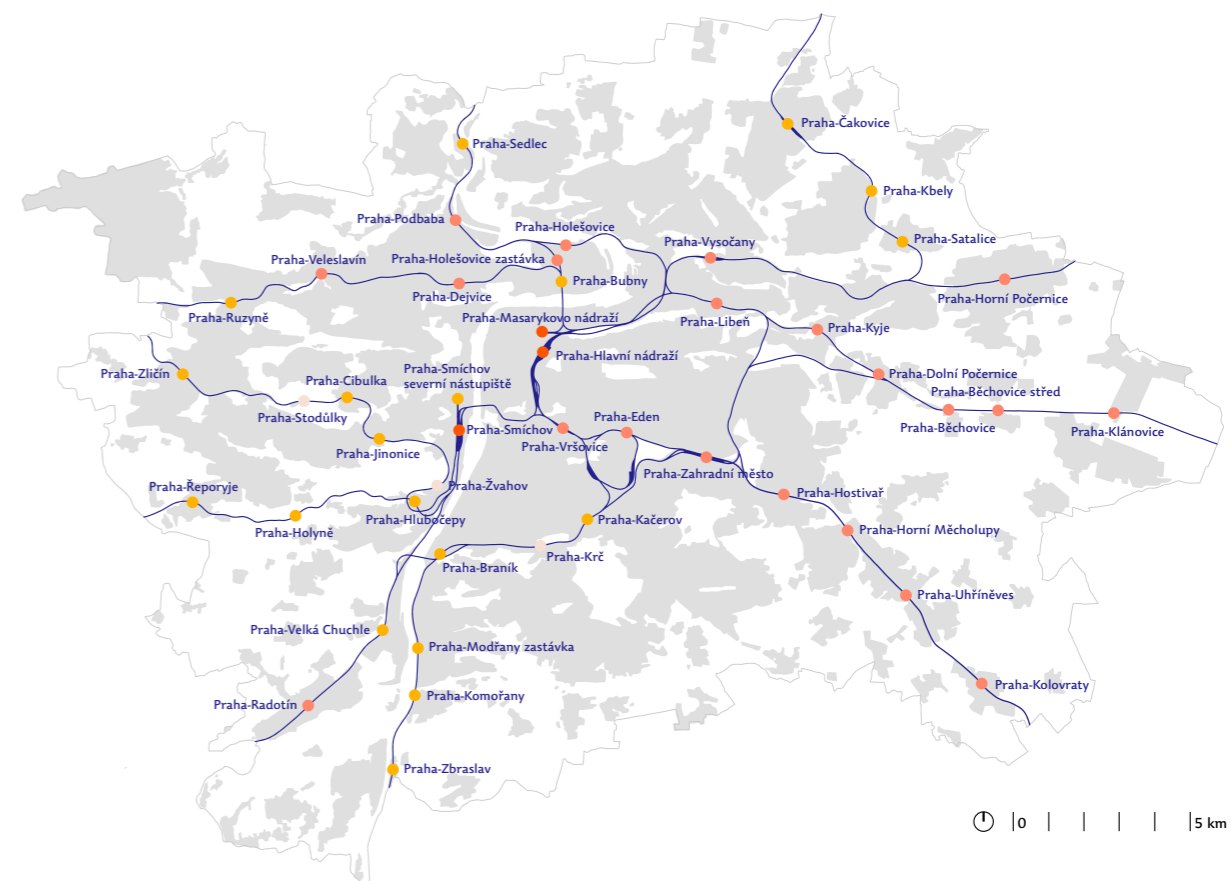 Praha-Čakovice
Praha-Sedlec
Praha-Kbely
Praha-Podbaba
Praha-Holešovice
Praha-Vysočany
Praha-Satalice
Praha-Veleslavín
Praha-Holešovice zastávka
Praha-Bubny
Praha-Dejvice
Praha-Horní Počernice
Praha-Ruzyně
Praha-Masarykovo nádraží
Praha-Libeň
Praha-Kyje
Praha-Hlavní nádraží
Praha-Zličín
Praha-Cibulka
Praha-Smíchov
severní nástupiště
Praha-Dolní Počernice
Praha-Běchovice střed
Praha-Stodůlky
Praha-Eden
Praha-Smíchov
Praha-Vršovice
Praha-Běchovice
Praha-Klánovice
Praha-Jinonice
Praha-Zahradní město
Praha-Řeporyje
Praha-Žvahov
Praha-Hostivař
Praha-Holyně
Praha-Hlubočepy
Praha-Kačerov
Praha-Horní Měcholupy
Praha-Krč
Praha-Braník
Praha-Uhříněves
Praha-Velká Chuchle
Praha-Modřany zastávka
Praha-Kolovraty
Praha-Komořany
Praha-Radotín
Praha-Zbraslav
0 5 km